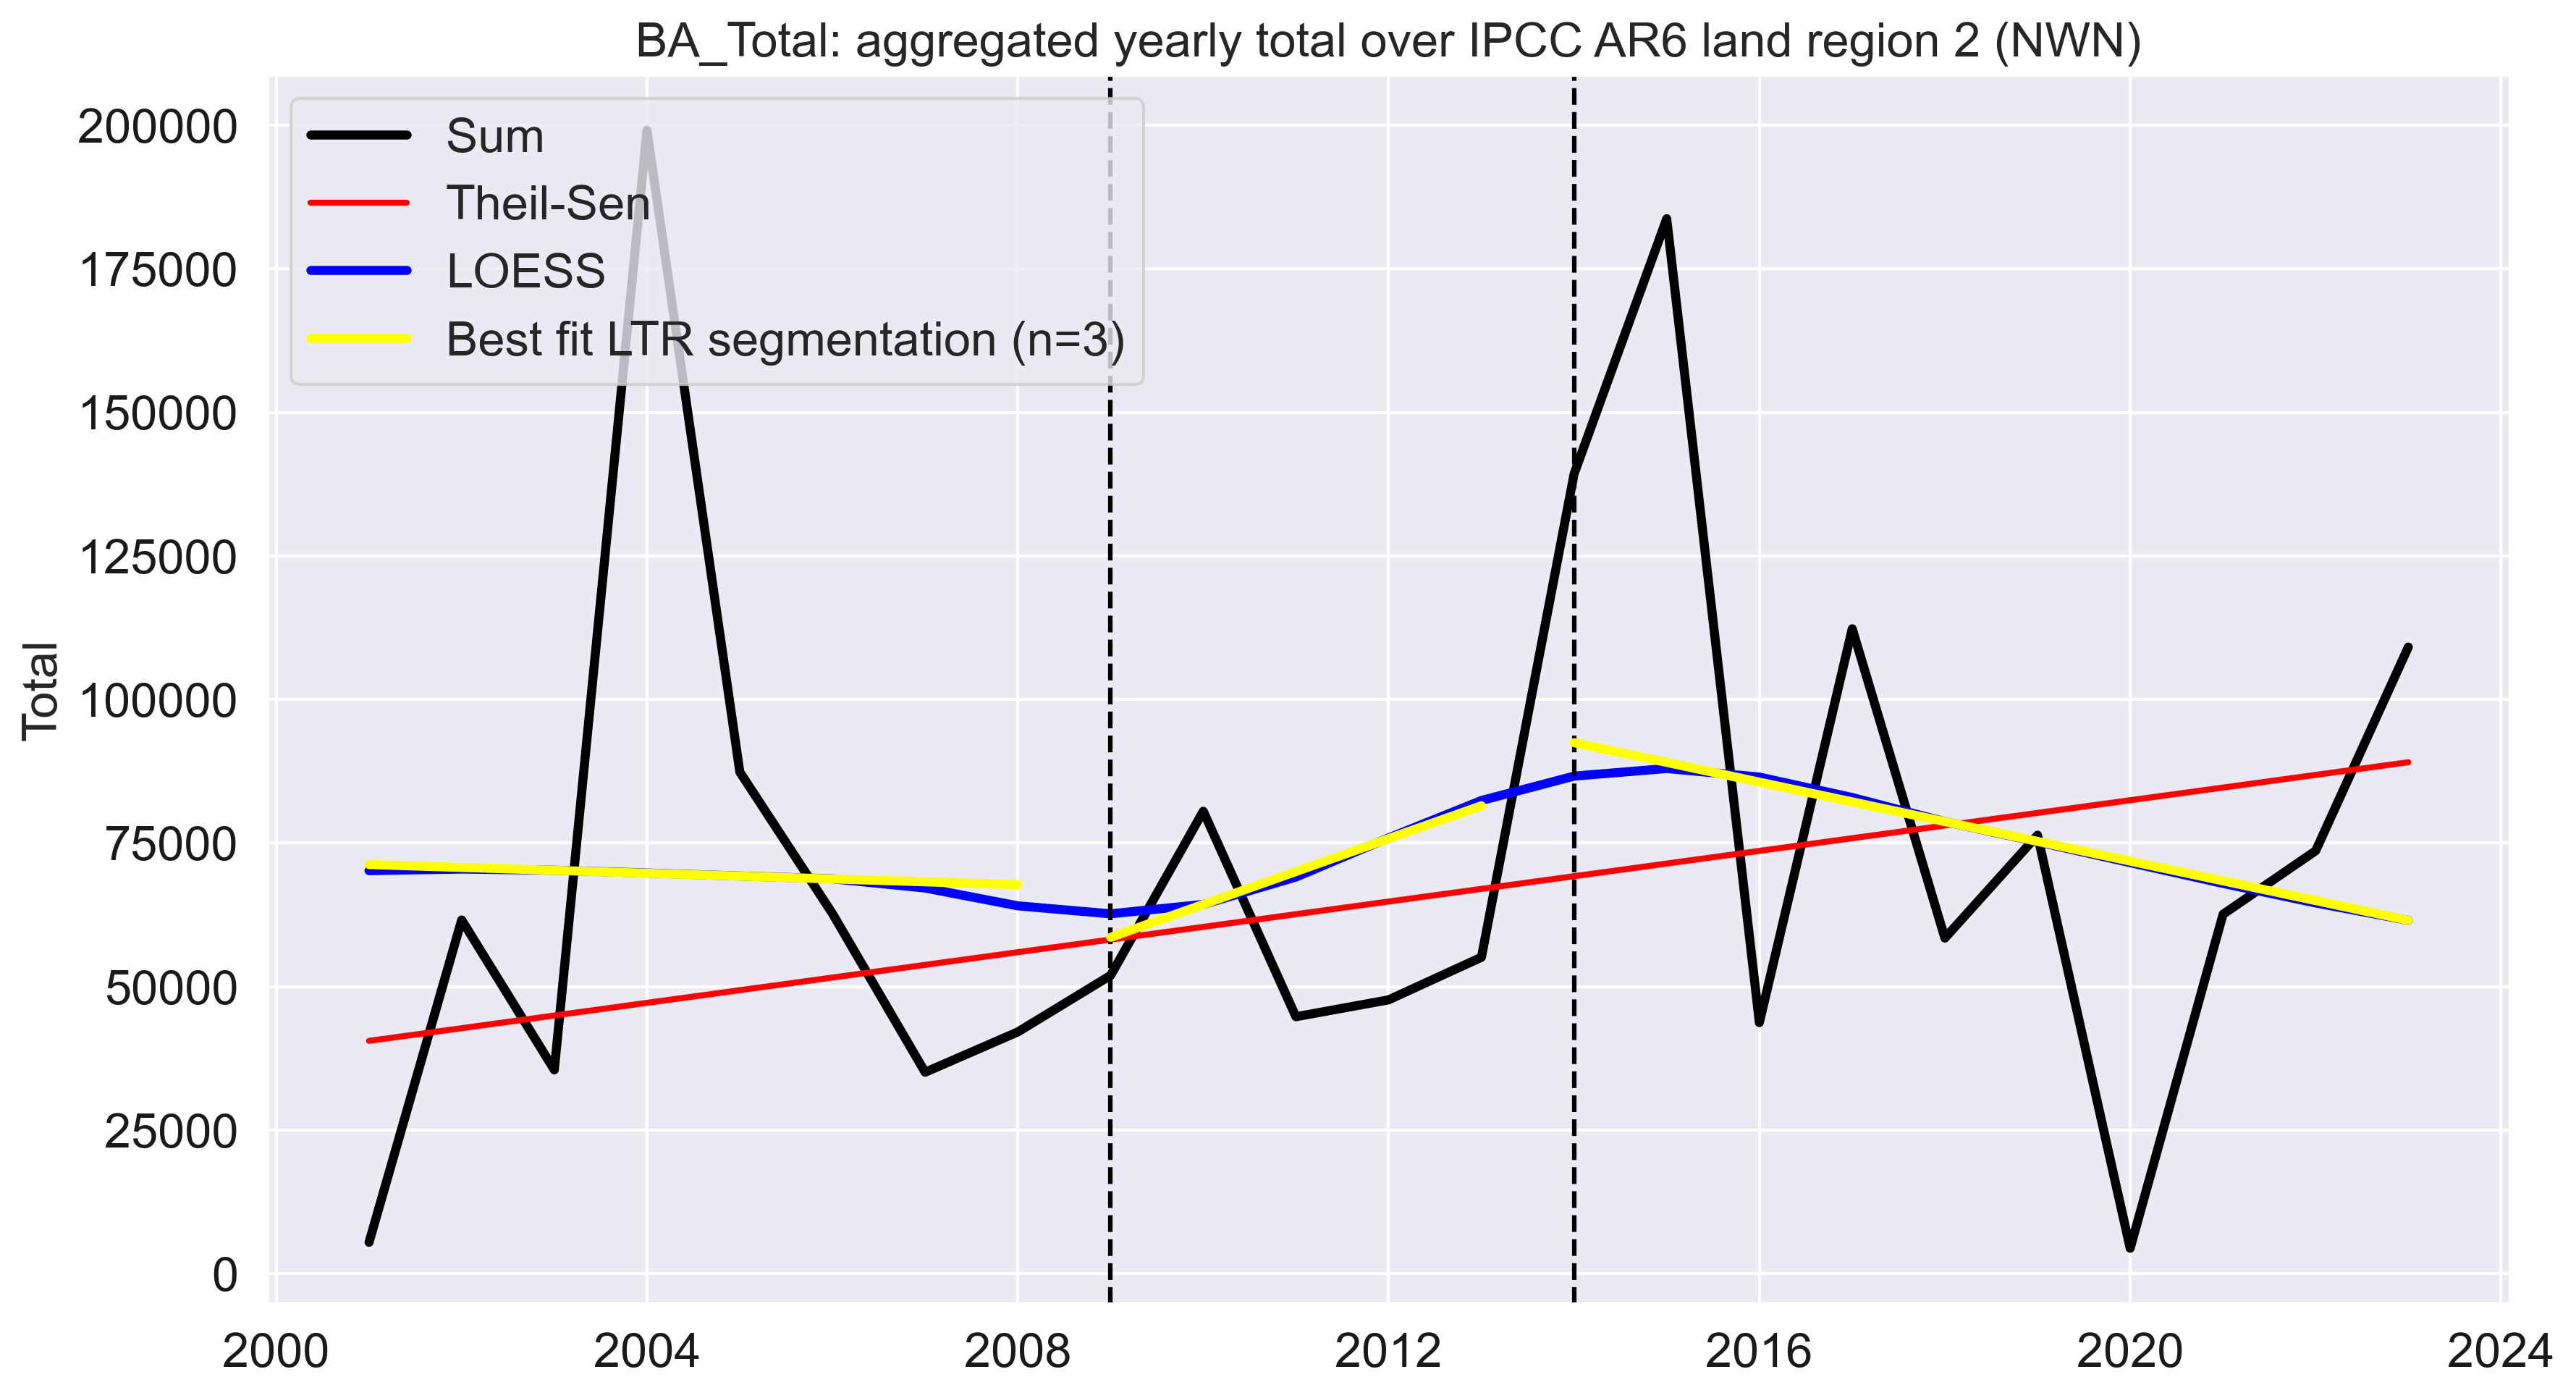 BA_Total: aggregated yearly total over IPCC AR6 land region 2 (NWN)
Sum
Theil-Sen
LOESS
Best fit LTR segmentation (n=3)
Total
200000
175000
150000
125000
100000
75000
50000
25000
0
2000 2004 2008 2012 2016 2020 2024